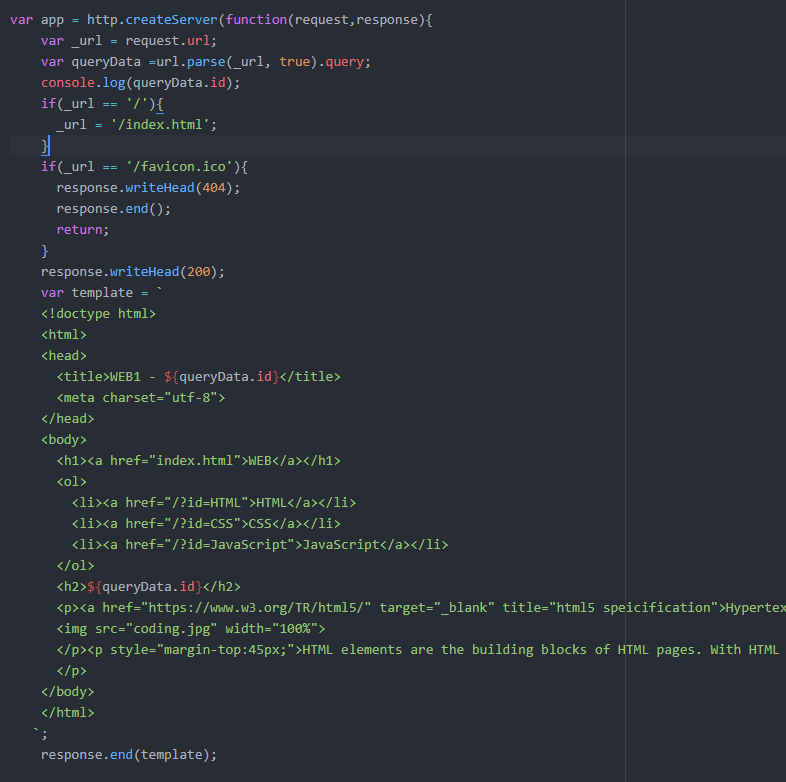 var app = http.createServer(function(request,response){
    var _url = request.url;
    var queryData =url.parse(_url, true).query;
    console.log(queryData.id);
    if(_url == '/'){
      _url = '/index.html';
    }
    if(_url == '/favicon.ico'){
      response.writeHead(404);
      response.end();
      return;
    }
    response.writeHead(200);
    var template = `
    <!doctype html>
    <html>
    <head>
      <title>WEB1 - ${queryData.id}</title>
      <meta charset="utf-8">
    </head>
    <body>
      <h1><a href="index.html">WEB</a></h1>
      <ol>
        <li><a href="/?id=HTML">HTML</a></li>
        <li><a href="/?id=CSS">CSS</a></li>
        <li><a href="/?id=JavaScript">JavaScript</a></li>
      </ol>
      <h2>${queryData.id}</h2>
      <p><a href="https://www.w3.org/TR/html5/" target="_blank" title="html5 speicification">Hypertex
      <img src="coding.jpg" width="100%">
      </p><p style="margin-top:45px;">HTML elements are the building blocks of HTML pages. With HTML
      </p>
    </body>
    </html>
   `;
    response.end(template);